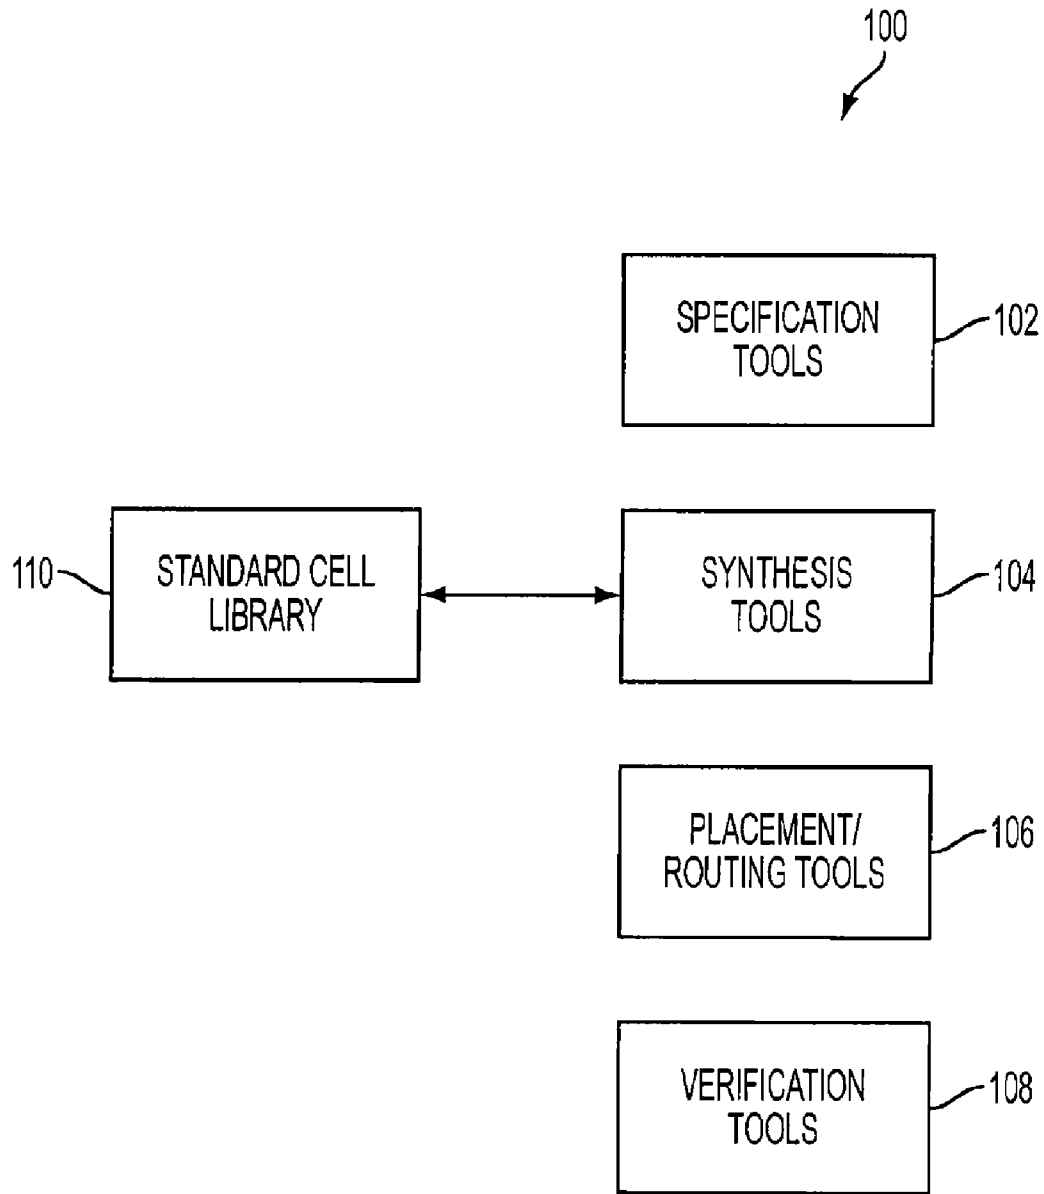 100
SPECIFICATION
TOOLS
102
110
STANDARD CELL
LIBRARY
SYNTHESIS
TOOLS
104
PLACEMENT/
ROUTING TOOLS
106
VERIFICATION
TOOLS
108